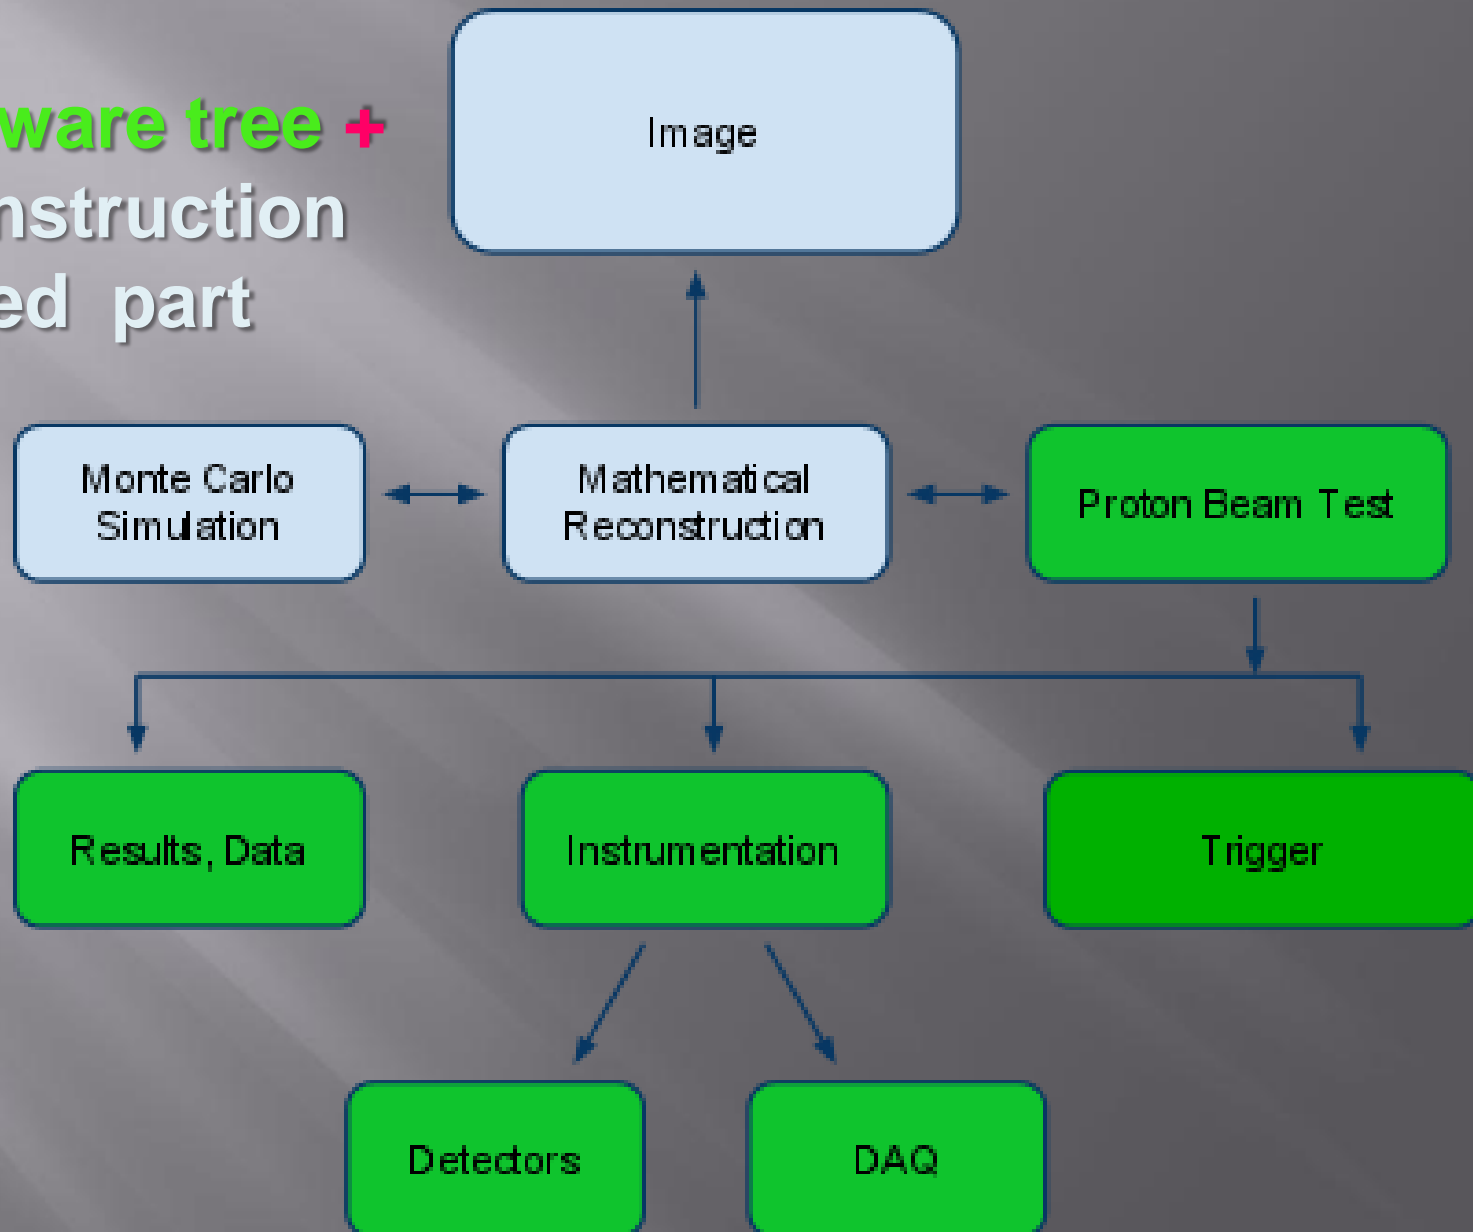 ware tree +
nstruction
ed part
Image
Monte Carlo
Simulation
Mathematical
Reconstruction
Proton Beam Test
Results, Data
Instrumentation
Trigger
Detectors
DAQ